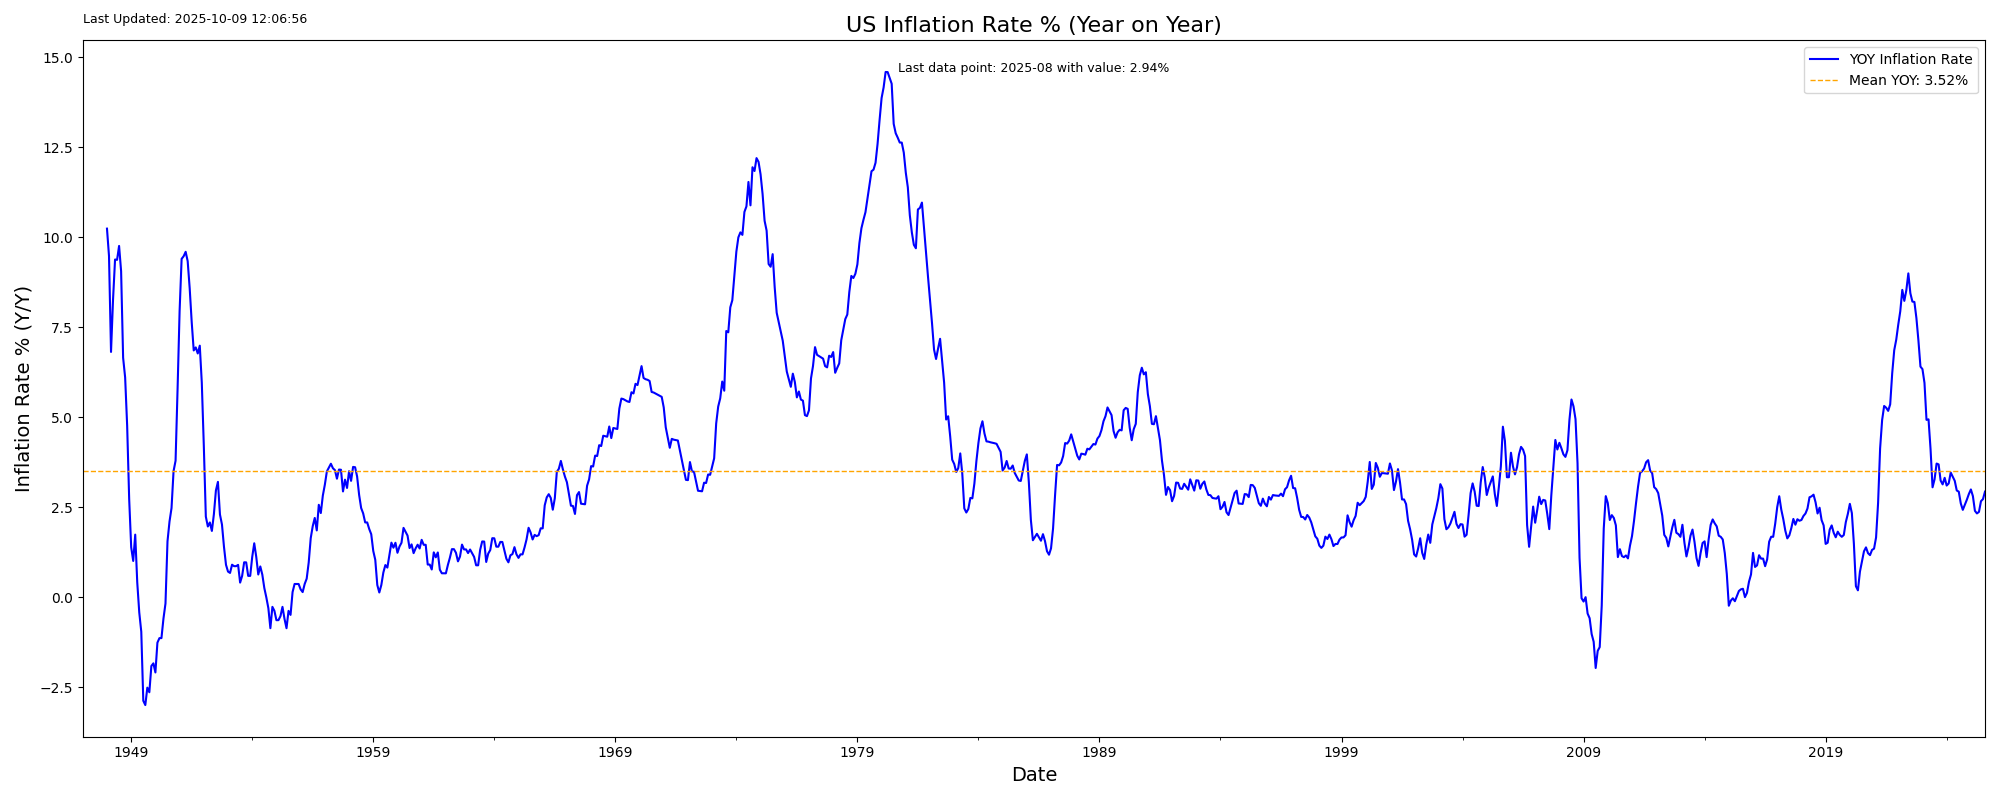 Last Updated: 2025-10-09 12:06:56
US Inflation Rate % (Year on Year)
Last data point: 2025-08 with value: 2.94%
YOY Inflation Rate
Mean YOY: 3.52%
Inflation Rate % (Y/Y)
15.0
12.5
10.0
7.5
5.0
2.5
0.0
−2.5
1949 1959 1969 1979 1989 1999 2009 2019
Date